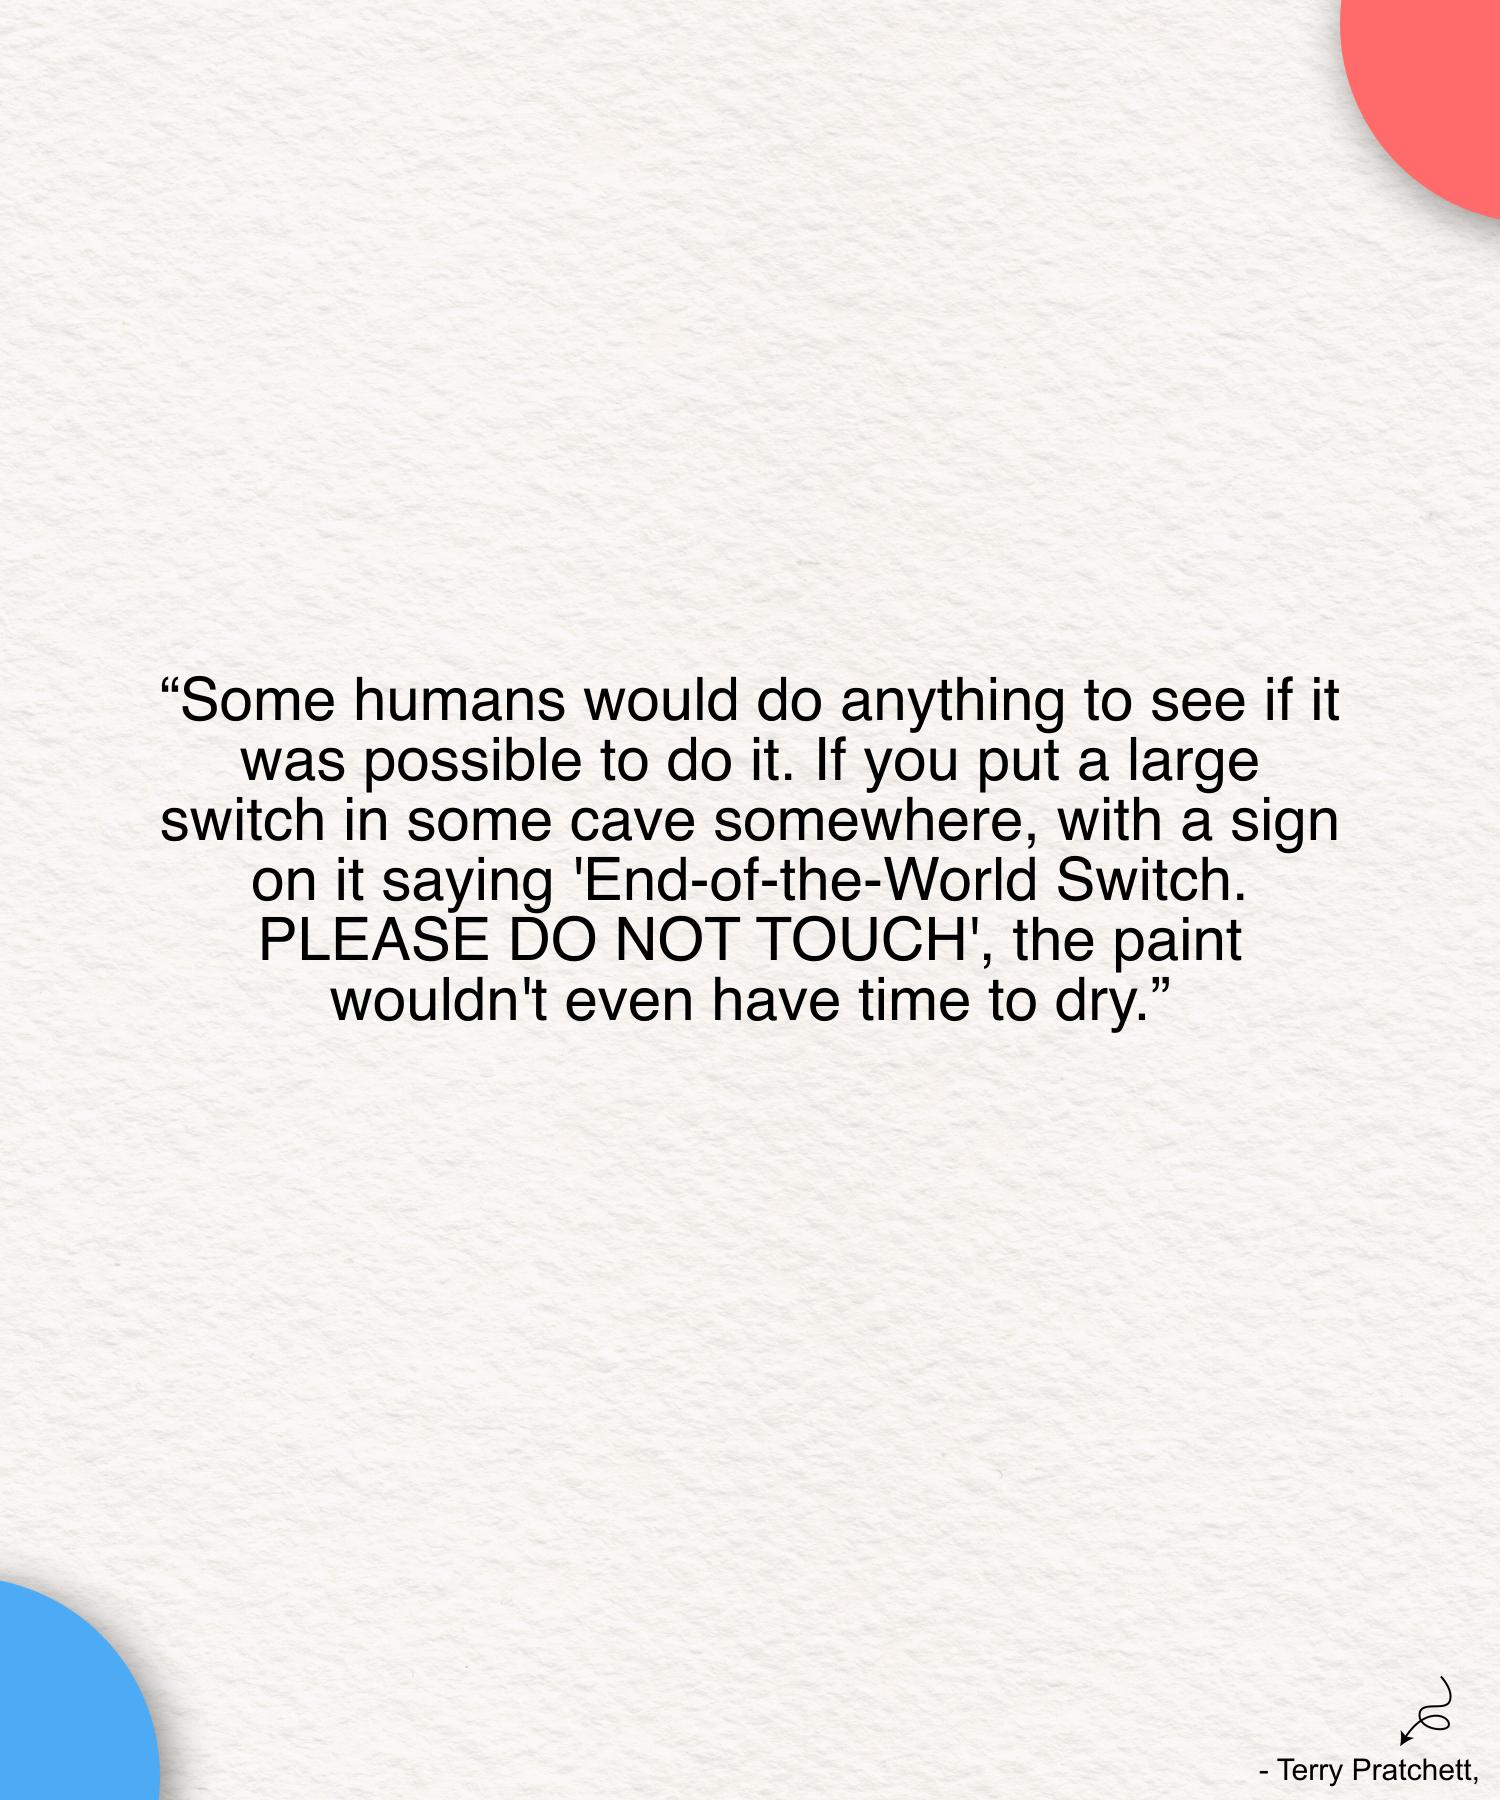 “Some humans would do anything to see if it
was possible to do it. If you put a large
switch in some cave somewhere, with a sign
on it saying 'End-of-the-World Switch.
PLEASE DO NOT TOUCH', the paint
wouldn't even have time to dry.”
- Terry Pratchett,